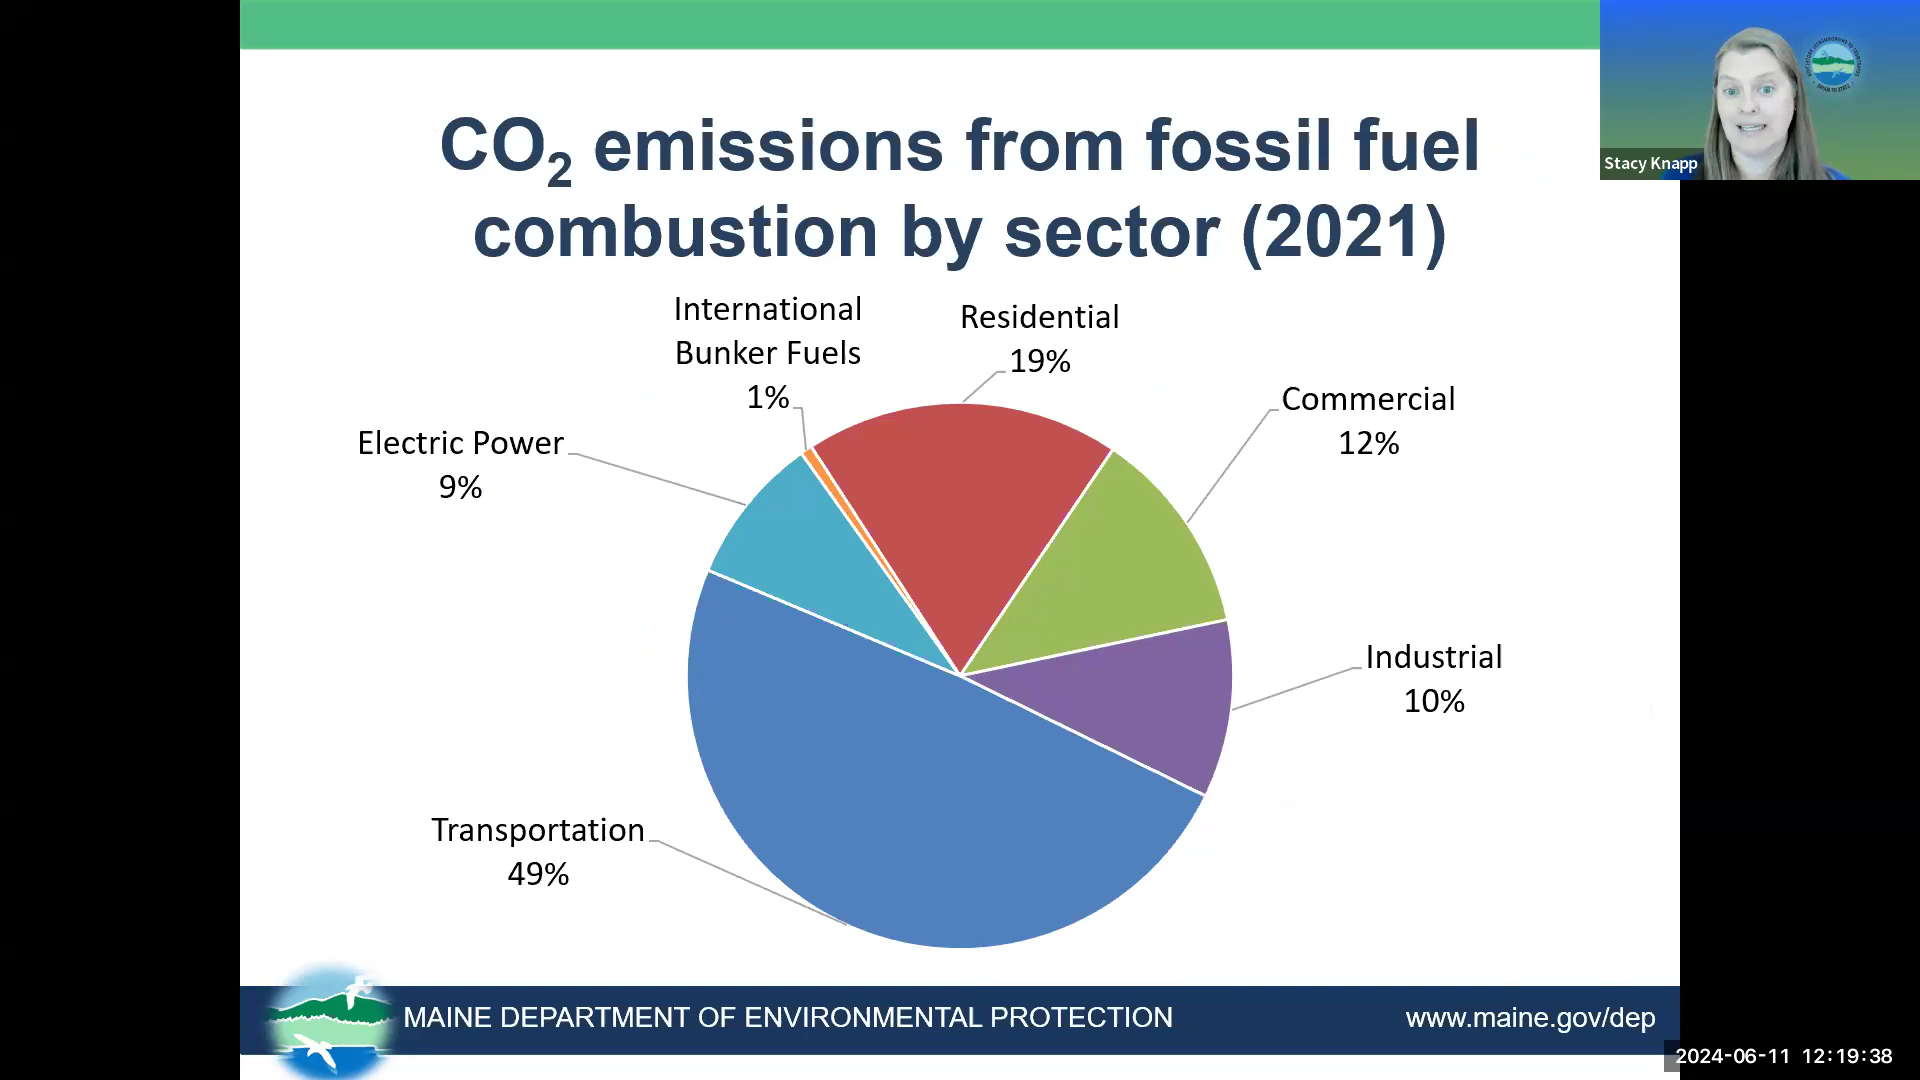 CO₂ emissions from fossil fuel
combustion by sector (2021)
Stacy Knapp
International
Bunker Fuels
1%
Residential
19%
Commercial
12%
Electric Power
9%
Industrial
10%
Transportation
49%
MAINE DEPARTMENT OF ENVIRONMENTAL PROTECTION
www.maine.gov/dep
2024-06-11 12:19:38